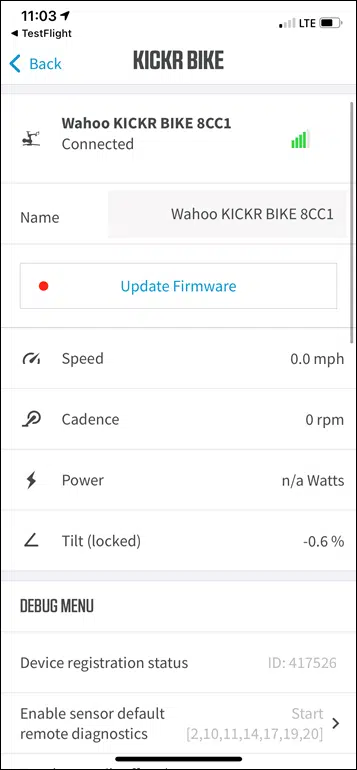 11:03
LTE
TestFlight
Back
KICKR BIKE
Wahoo KICKR BIKE 8CC1
Connected
Name
Wahoo KICKR BIKE 8CC1
Update Firmware
Speed
0.0 mph
Cadence
0 rpm
Power
n/a Watts
Tilt (locked)
-0.6 %
DEBUG MENU
Device registration status
ID: 417526
Enable sensor default
remote diagnostics
Start
[2,10,11,14,17,19,20]